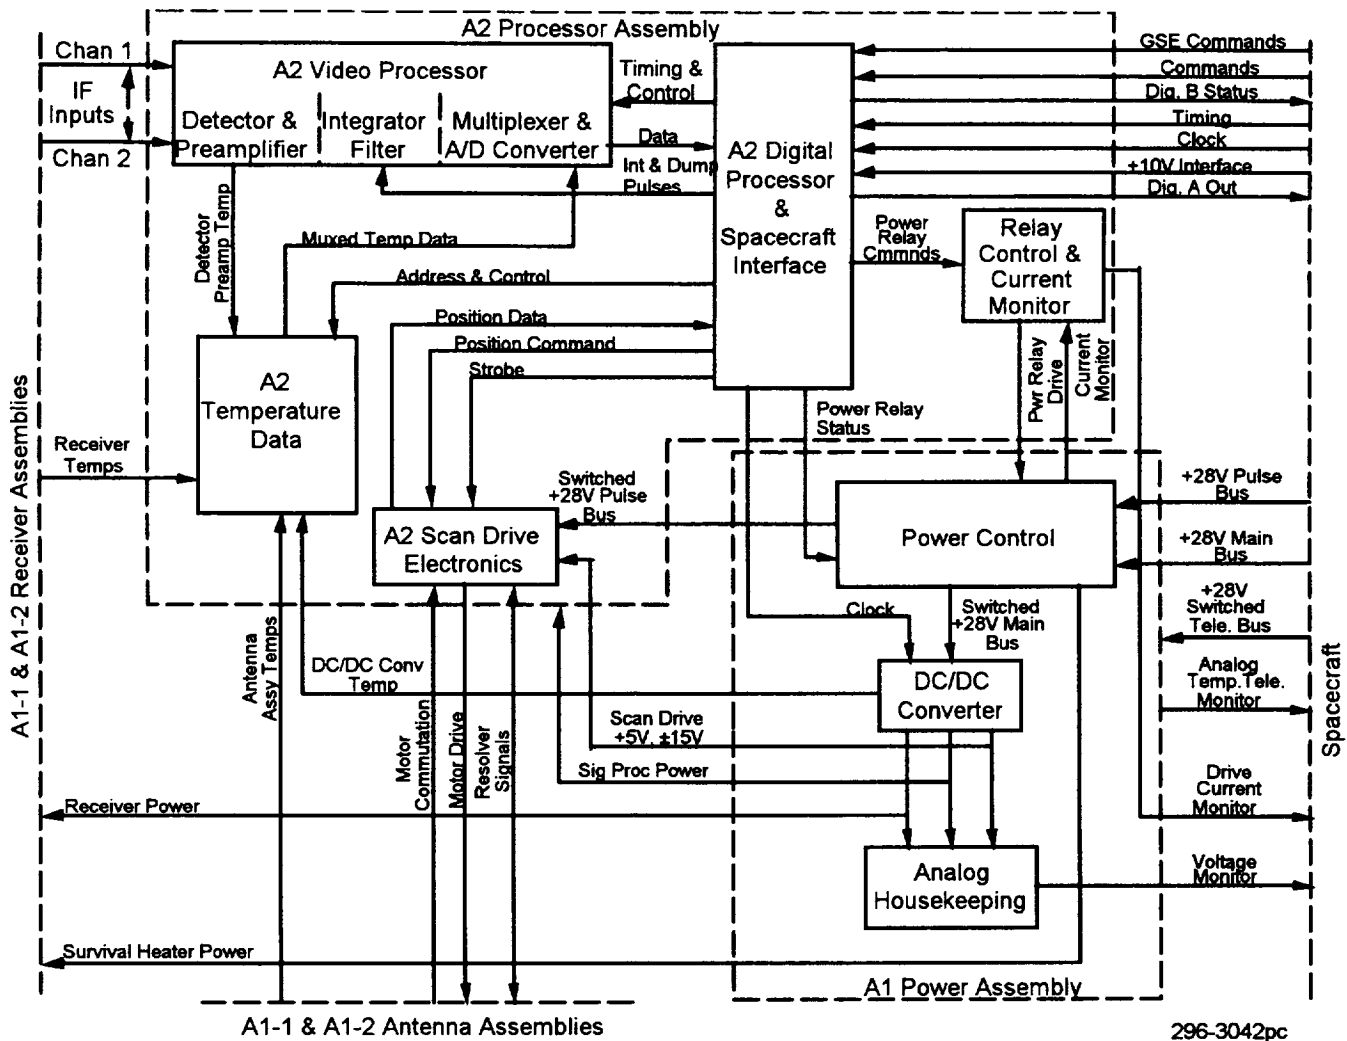 A2 Processor Assembly
Chan 1
IF
Inputs
Chan 2
A2 Video Processor
Detector &
Preamplifier
Integrator
Filter
Multiplexer &
A/D Converter
Timing &
Control
Data
Int & Dump
Pulses
A2 Digital
Processor
&
Spacecraft
Interface
GSE Commands
Commands
Dig. B Status
Timing
Clock
+10V Interface
Dig. A Out
Power
Relay
Cmmnds
Relay
Control &
Current
Monitor
Detector
Preamp Temp
Muxed Temp Data
Address & Control
Position Data
Position Command
Strobe
A2
Temperature
Data
Receiver
Temps
A1-1 & A1-2 Receiver Assemblies
Power Relay
Status
Pwr Relay
Drive
Current
Monitor
Switched
+28V Pulse
Bus
A2 Scan Drive
Electronics
Power Control
+28V Pulse
Bus
+28V Main
Bus
+28V
Switched
Tele. Bus
Analog
Temp.Tele.
Monitor
Spacecraft
Clock
Switched
+28V Main
Bus
Antenna
Assy Temps
DC/DC Conv
Temp
DC/DC
Converter
Motor
Commutation
Motor Drive
Resolver
Signals
Scan Drive
+5V, ±15V
Sig Proc Power
Receiver Power
Drive
Current
Monitor
Analog
Housekeeping
Voltage
Monitor
Survival Heater Power
A1 Power Assembly
A1-1 & A1-2 Antenna Assemblies
296-3042pc